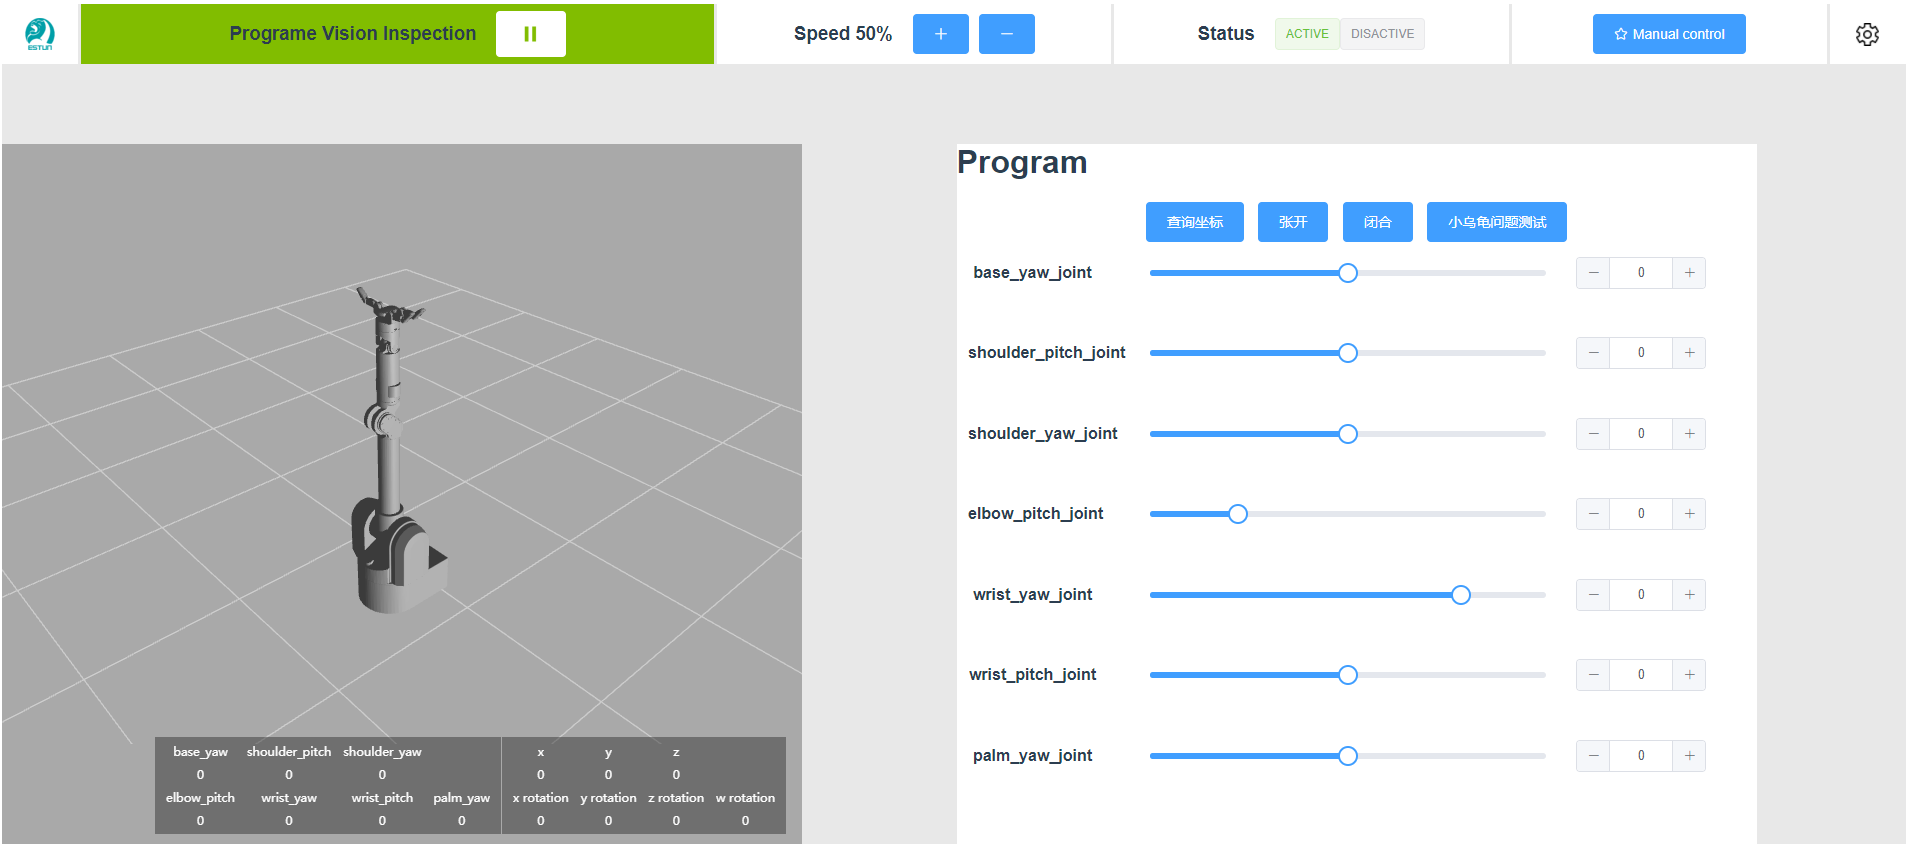 ESTUN
Programe Vision Inspection
Speed 50%
Status
ACTIVE
DISACTIVE
Manual control
Program
查询坐标
张开
闭合
小乌龟问题测试
base_yaw_joint
0
shoulder_pitch_joint
0
shoulder_yaw_joint
0
elbow_pitch_joint
0
wrist_yaw_joint
0
wrist_pitch_joint
0
palm_yaw_joint
0
base_yaw shoulder_pitch shoulder_yaw
0 0 0
elbow_pitch wrist_yaw wrist_pitch palm_yaw
0 0 0 0
x y z
0 0 0
x rotation y rotation z rotation w rotation
0 0 0 0